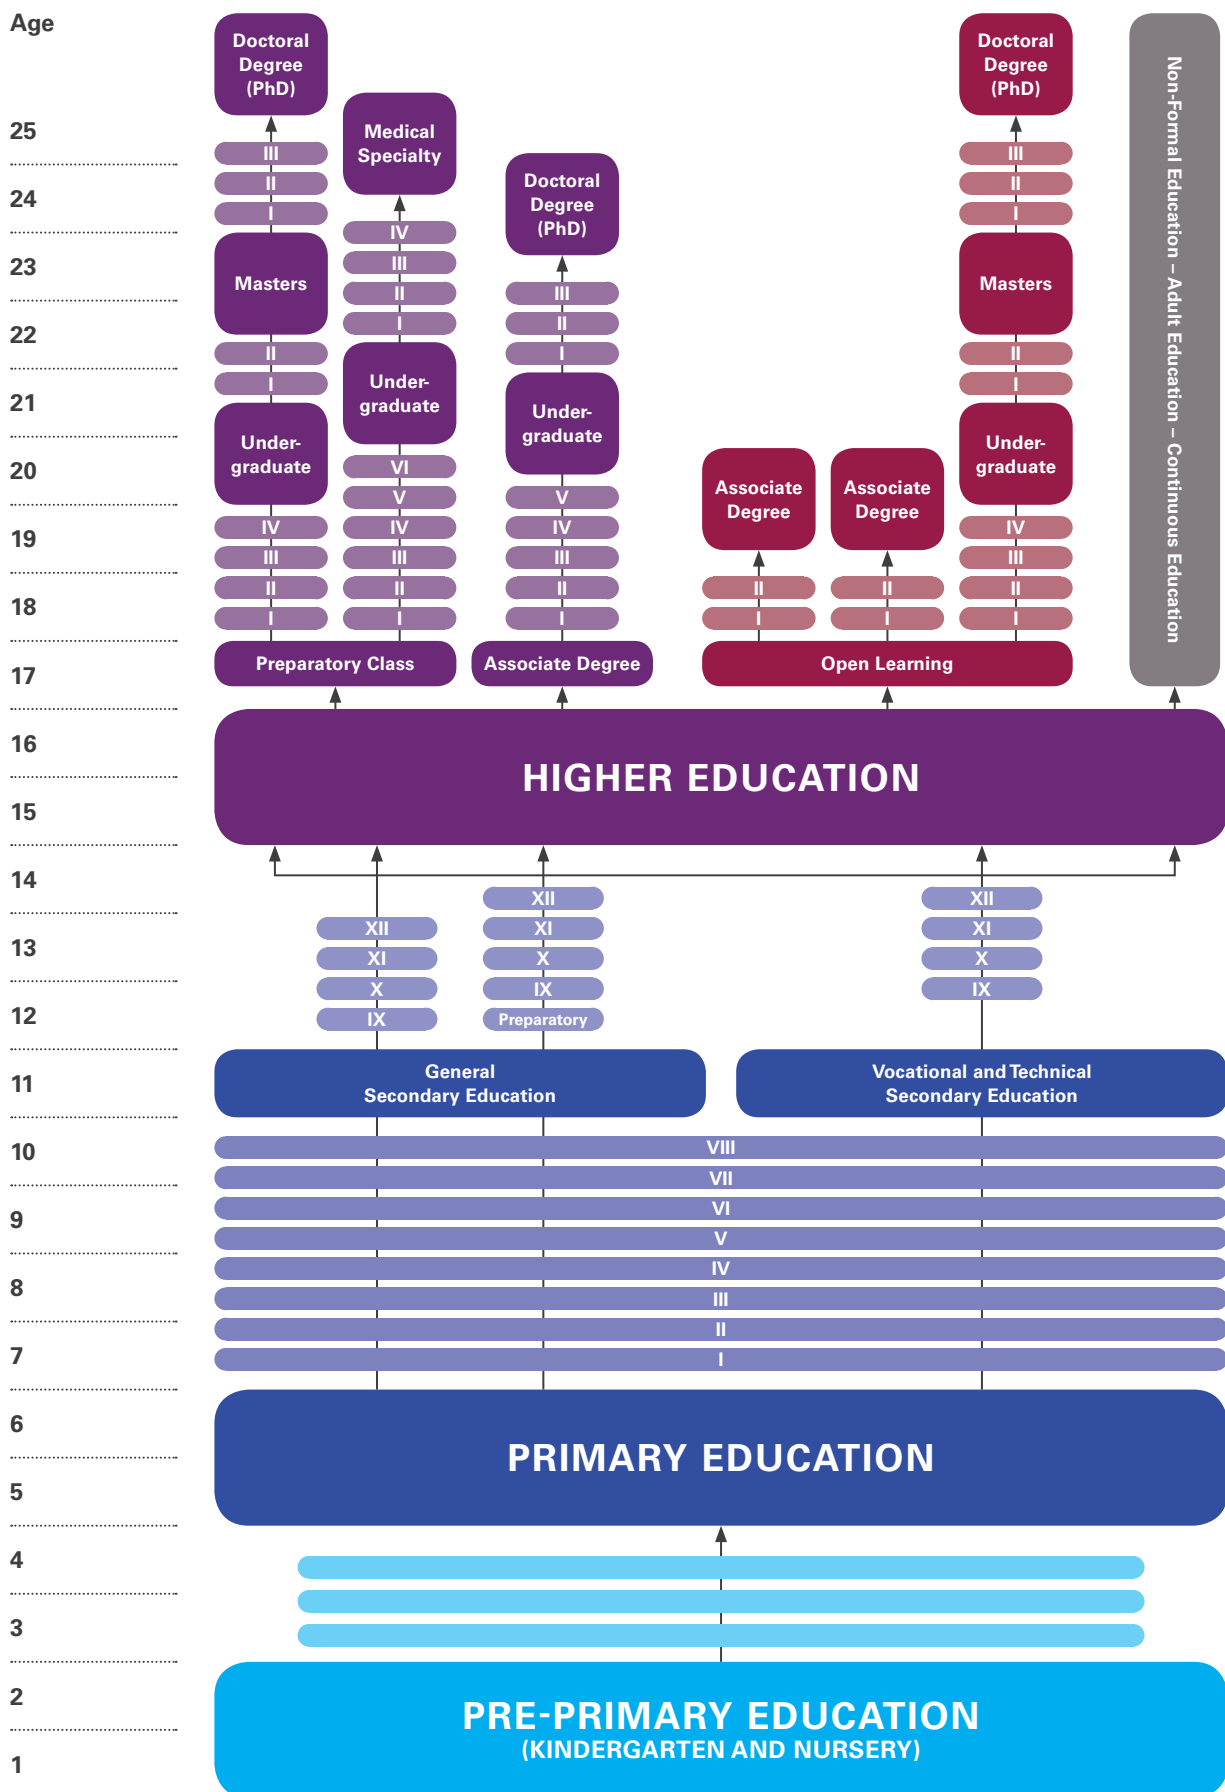 Age
25
24
23
22
21
20
19
18
17
16
15
14
13
12
11
10
9
8
7
6
5
4
3
2
1
Doctoral
Degree
(PhD)
III
II
I
Masters
II
I
Under-
graduate
IV
III
II
I
Medical
Specialty
IV
III
II
I
Under-
graduate
VI
V
IV
III
II
I
Preparatory Class
Doctoral
Degree
(PhD)
III
II
I
Under-
graduate
V
IV
III
II
I
Associate Degree
Associate
Degree
II
I
Associate
Degree
II
I
Doctoral
Degree
(PhD)
III
II
I
Masters
II
I
Under-
graduate
IV
III
II
I
Open Learning
Non-Formal Education – Adult Education – Continuous Education
HIGHER EDUCATION
XII
XI
X
IX
XII
XI
X
IX
Preparatory
XII
XI
X
IX
General
Secondary Education
Vocational and Technical
Secondary Education
VIII
VII
VI
V
IV
III
II
I
PRIMARY EDUCATION
PRE-PRIMARY EDUCATION
(KINDERGARTEN AND NURSERY)